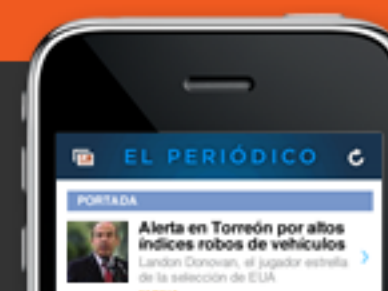 EL PERIÓDICO
PORTADA
Alerta en Torreón por altos
índices robos de vehículos
Landon Donovan, el jugador estrella
de la selección de EUA